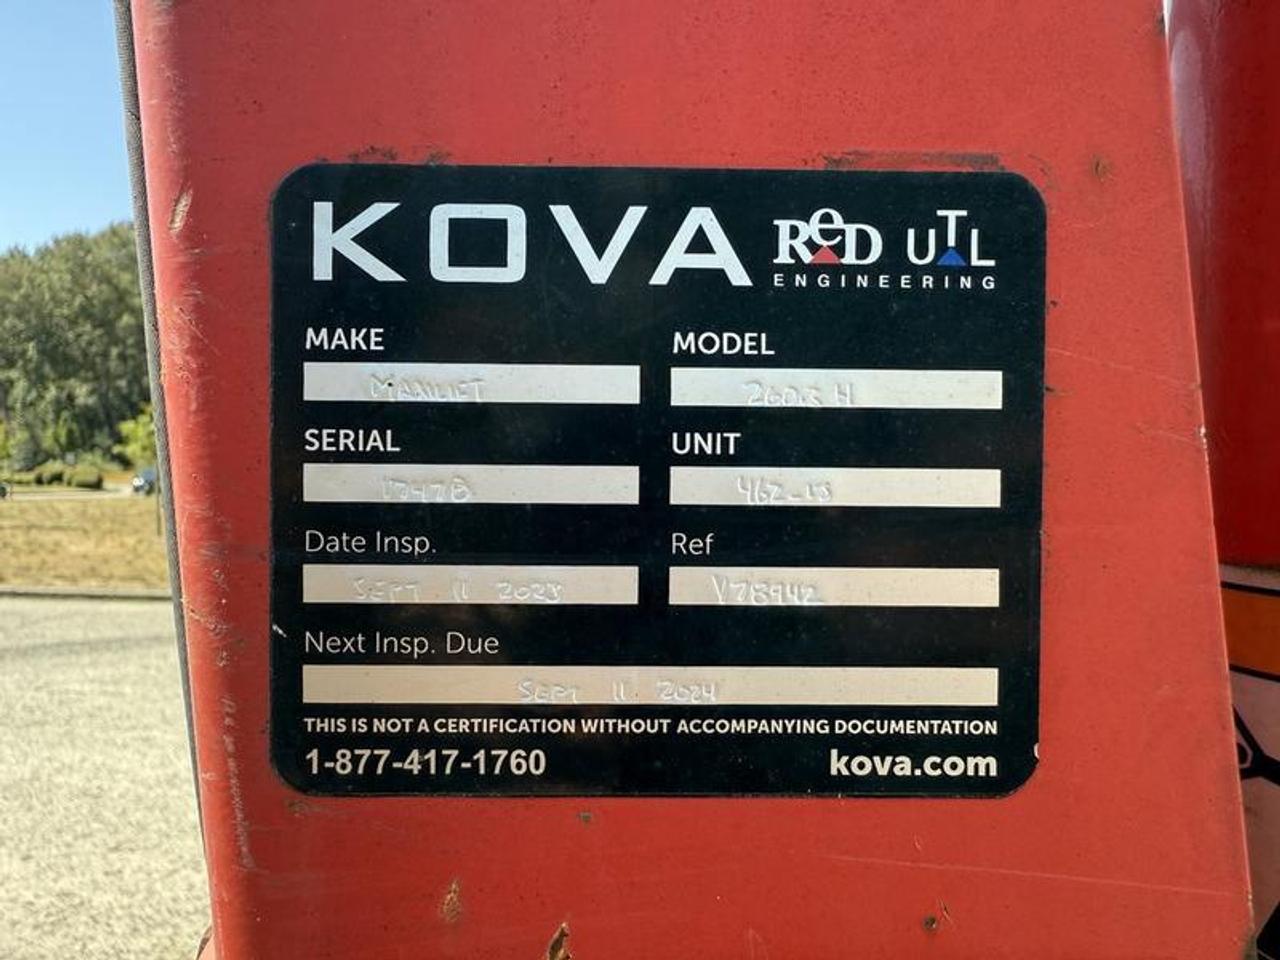 KOVA ReD UTL
ENGINEERING
MAKE MODEL
MAXILIFT
SERIAL UNIT
462-13
Date Insp. Ref
SEPT 11 2023 V78942
Next Insp. Due
SEPT 11 2024
THIS IS NOT A CERTIFICATION WITHOUT ACCOMPANYING DOCUMENTATION
1-877-417-1760 kova.com